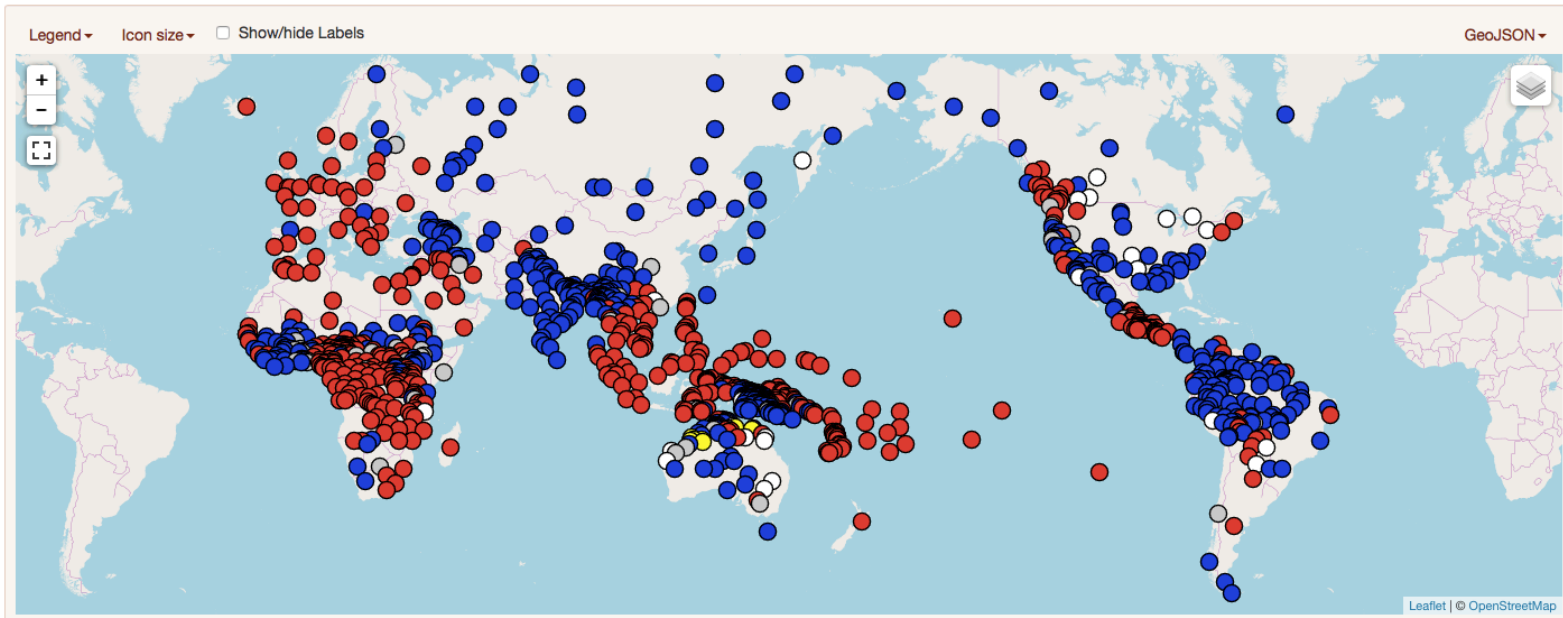 Legend Icon size Show/hide Labels GeoJSON
+
−
Leaflet | © OpenStreetMap